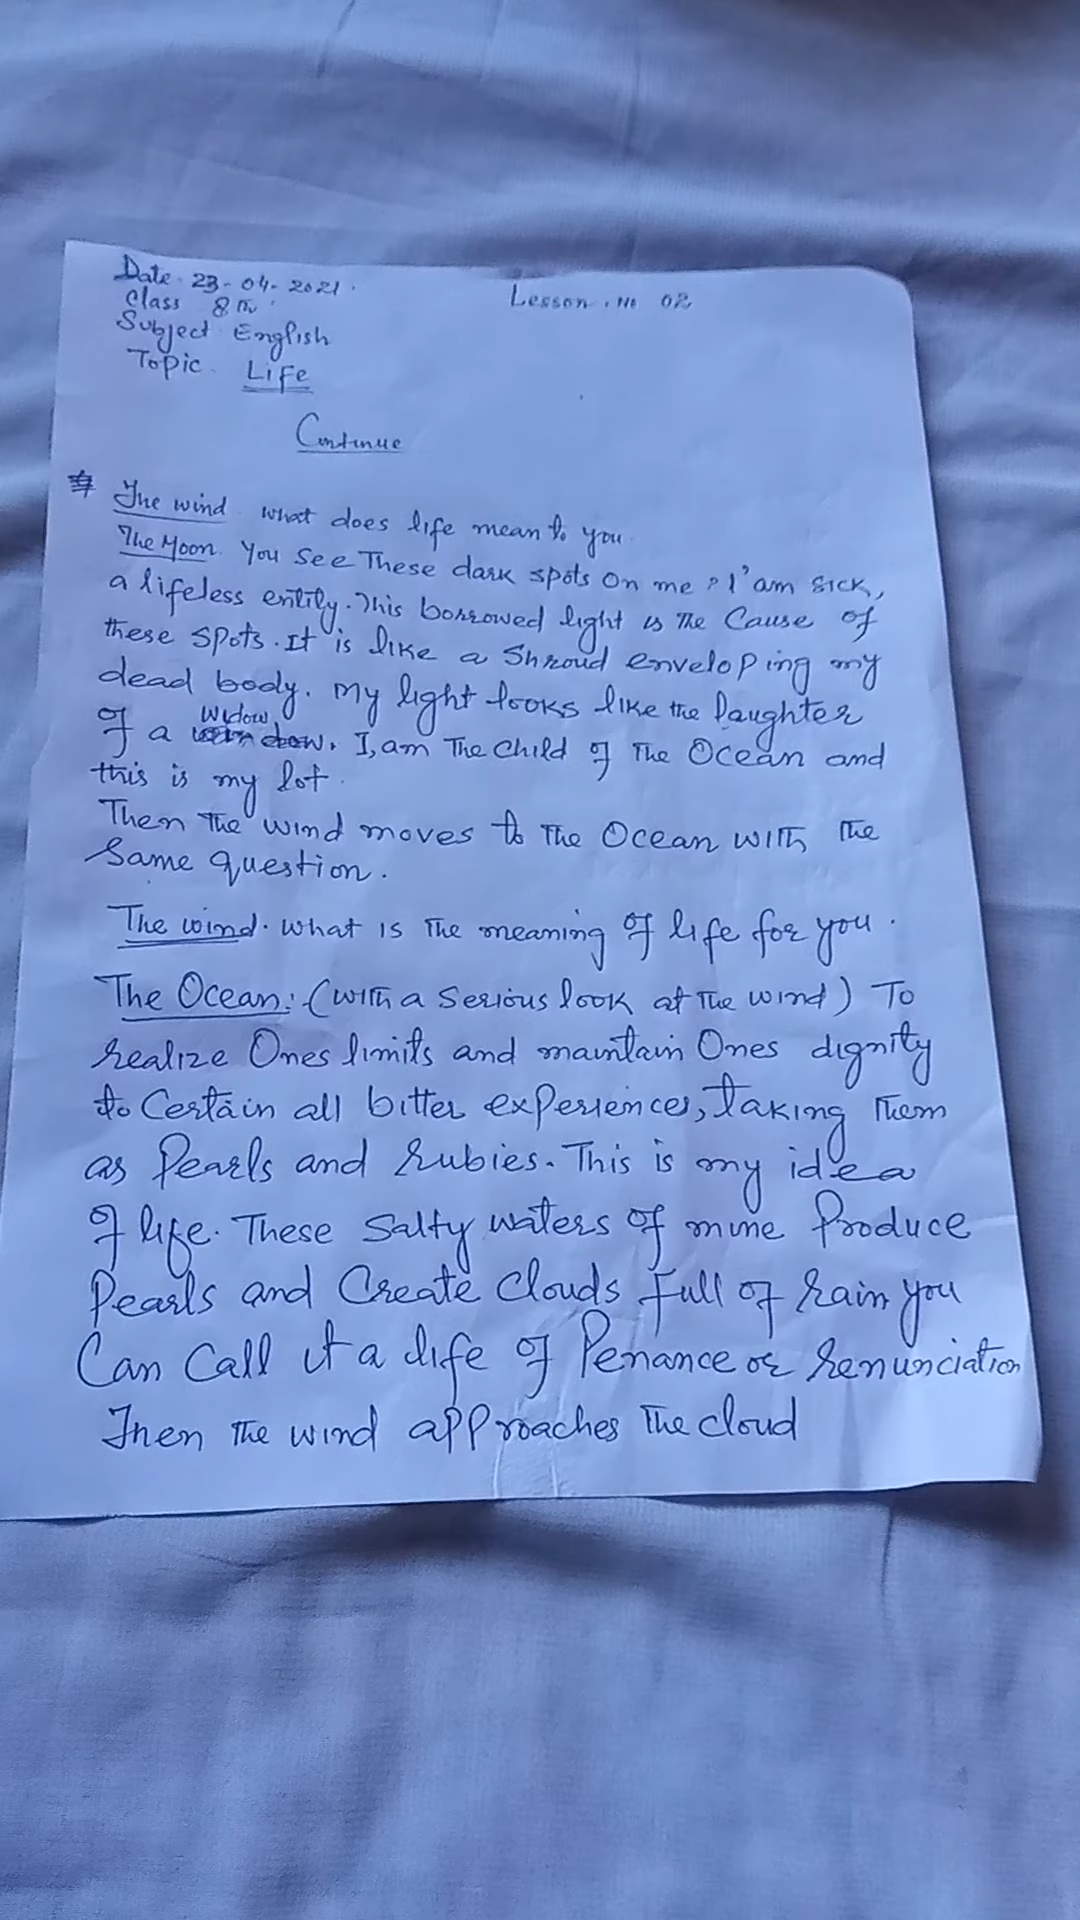 Date. 23-04-2021.
Lesson. No 02
Class 8th
Subject English
Topic. Life
Continue
The wind. What does life mean to you.
The Moon. You see These dark spots On me? I'am sick,
a lifeless entity. This borrowed light is The Cause of
these spots. It is like a Shroud enveloping my
dead body. My light looks like the laughter
of a widow. I, am The Child of The Ocean and
this is my lot.
Then The wind moves to The Ocean with The
Same question.
The wind. What is The meaning of life for you.
The Ocean: (with a Serious look at The wind) To
realize Ones limits and maintain Ones dignity
to Certain all bitter experiences, taking Them
as Pearls and Rubies. This is my idea
of life. These Salty waters of mine Produce
Pearls and Create Clouds Full of Rain you
Can Call it a life of Penance or Renunciation
Then The wind approaches The cloud